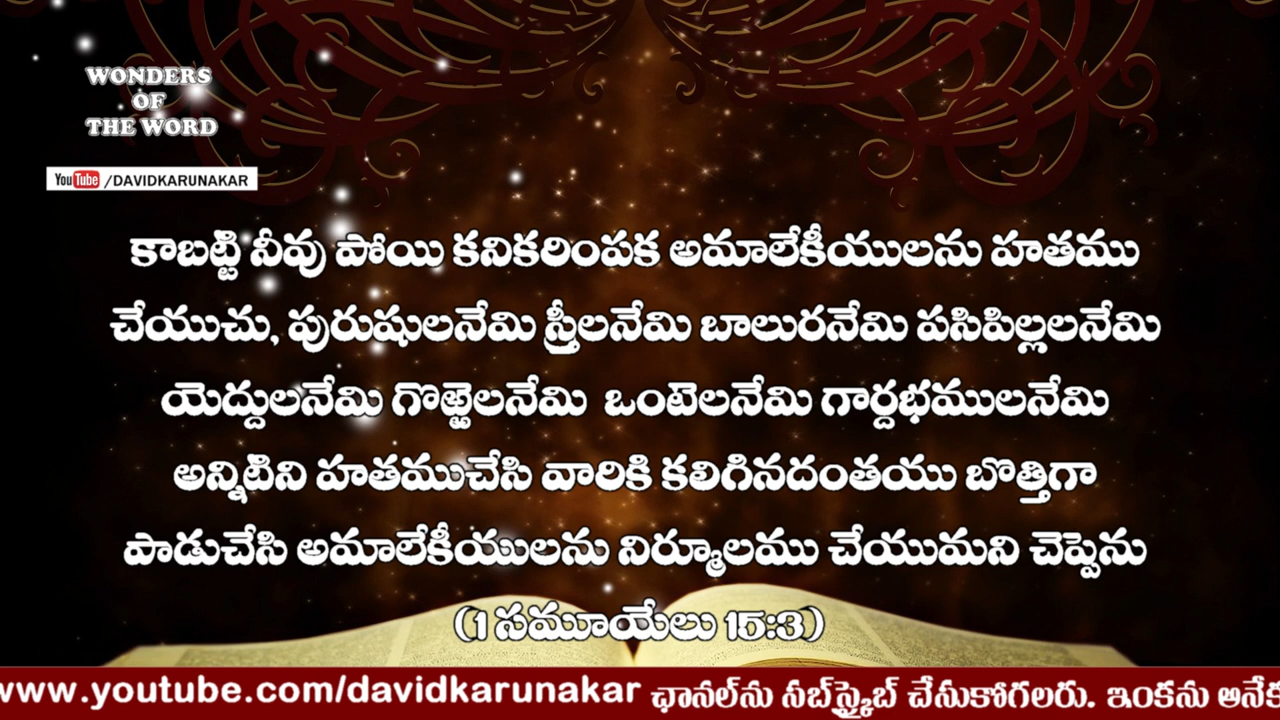 WONDERS
OF
THE WORD
YouTube /DAVIDKARUNAKAR
కాబట్టి నీవు పోయి కనికరింపక అమాలేకీయులను హతము
చేయుచు, పురుషులనేమి స్త్రీలనేమి బాలురనేమి పసిపిల్లలనేమి
యెద్దులనేమి గొఱ్ఱెలనేమి ఒంటెలనేమి గార్దభములనేమి
అన్నిటిని హతముచేసి వారికి కలిగినదంతయు బొత్తిగా
పాడుచేసి అమాలేకీయులను నిర్మూలము చేయుమని చెప్పెను
(1 సమూయేలు 15:3)
www.youtube.com/davidkarunakar ఛానల్‌ను సబ్‌స్క్రైబ్ చేసుకోగలరు. ఇంకను అనేక